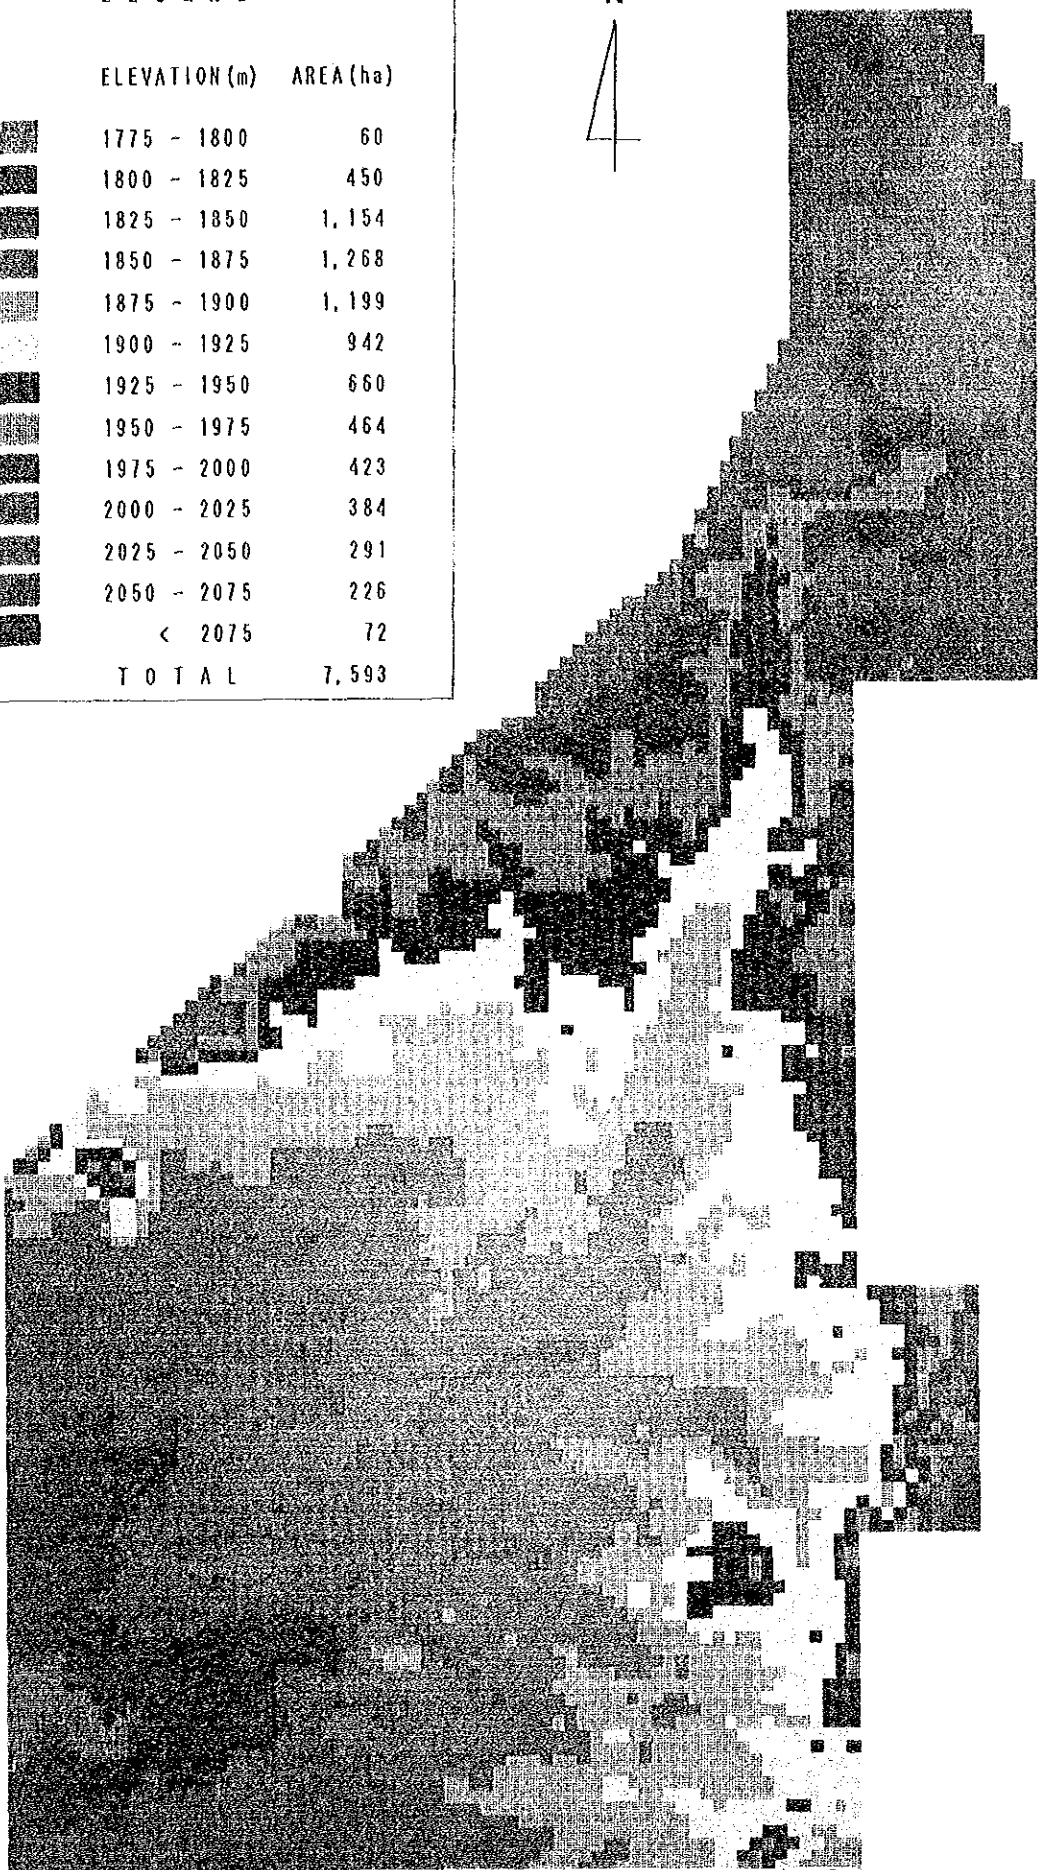 ELEVATION(m) AREA(ha)
1775 - 1800 60
1800 - 1825 450
1825 - 1850 1,154
1850 - 1875 1,268
1875 - 1900 1,199
1900 - 1925 942
1925 - 1950 660
1950 - 1975 464
1975 - 2000 423
2000 - 2025 384
2025 - 2050 291
2050 - 2075 226
< 2075 72
TOTAL 7,593